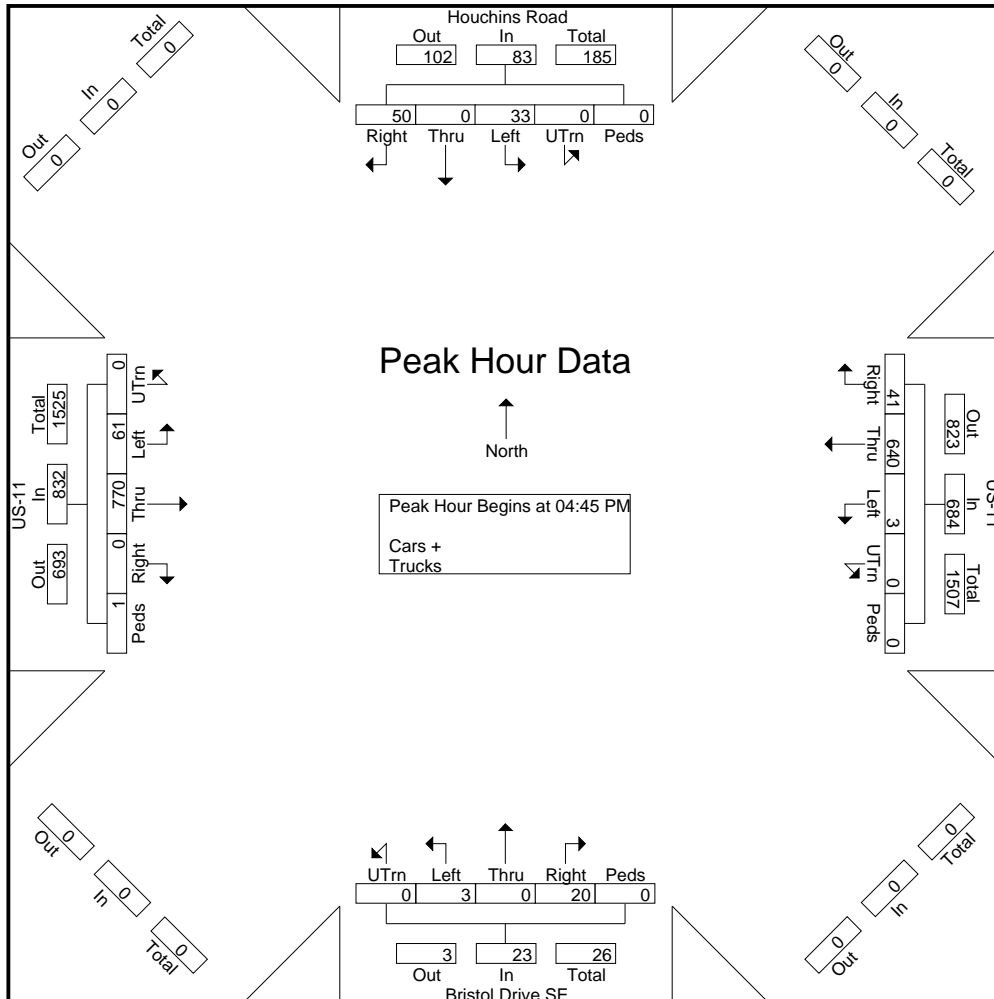 Houchins Road
Out In Total
102 83 185
50 0 33 0 0
Right Thru Left UTrn Peds
Total 0
In 0
Out 0
Out 0
In 0
Total 0
Peak Hour Data
North
Peak Hour Begins at 04:45 PM
Cars +
Trucks
US-11
Total In Out
1525 832 693
0 61 770 0 1
UTrn Left Thru Right Peds
Right Thru Left UTrn Peds
41 640 3 0 0
823 684 1507
Out In Total
US-11
UTrn Left Thru Right Peds
0 3 0 20 0
3 23 26
Out In Total
Bristol Drive SE
0 Out
0 In
0 Total
0 Total
0 In
0 Out